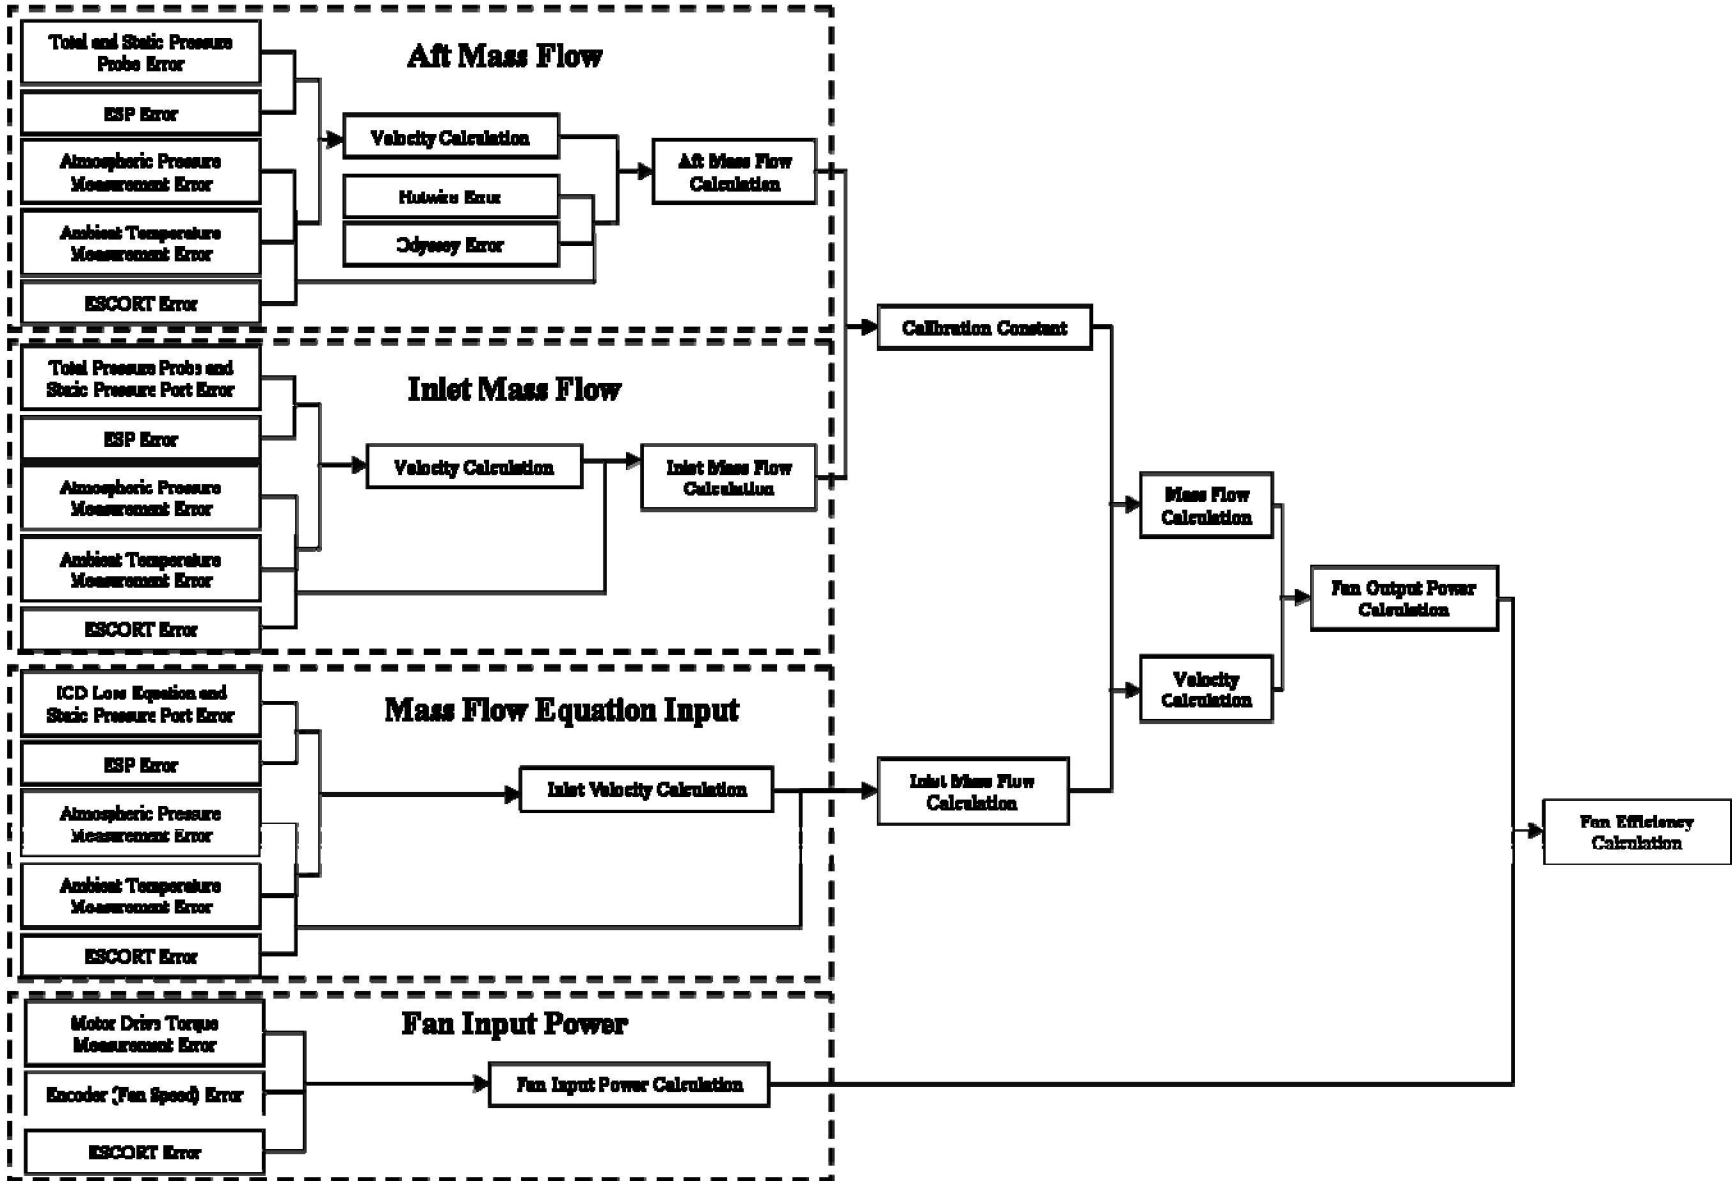 Aft Mass Flow
Total and Static Pressure
Probe Error
ESP Error
Atmospheric Pressure
Measurement Error
Ambient Temperature
Measurement Error
ESCORT Error
Velocity Calculation
Hotwire Error
Odyssey Error
Aft Mass Flow
Calculation
Inlet Mass Flow
Total Pressure Probe and
Static Pressure Port Error
ESP Error
Atmospheric Pressure
Measurement Error
Ambient Temperature
Measurement Error
ESCORT Error
Velocity Calculation
Inlet Mass Flow
Calculation
Mass Flow Equation Input
ICD Loss Equation and
Static Pressure Port Error
ESP Error
Atmospheric Pressure
Measurement Error
Ambient Temperature
Measurement Error
ESCORT Error
Inlet Velocity Calculation
Fan Input Power
Motor Drive Torque
Measurement Error
Encoder (Fan Speed) Error
ESCORT Error
Fan Input Power Calculation
Calibration Constant
Inlet Mass Flow
Calculation
Mass Flow
Calculation
Velocity
Calculation
Fan Output Power
Calculation
Fan Efficiency
Calculation